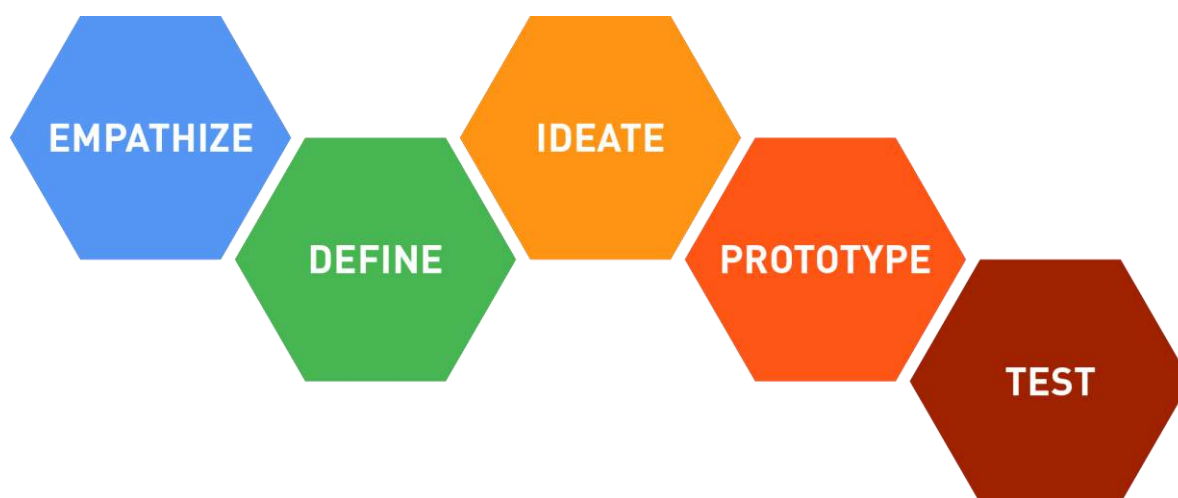 EMPATHIZE
DEFINE
IDEATE
PROTOTYPE
TEST